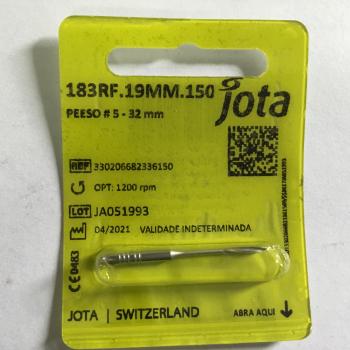 183RF.19MM.150
jota
PEESO # 5 - 32 mm
REF 330206682336150
OPT: 1200 rpm
LOT JA051993
04/2021 VALIDADE INDETERMINADA
CE 0483
JOTA | SWITZERLAND
ABRA AQUI